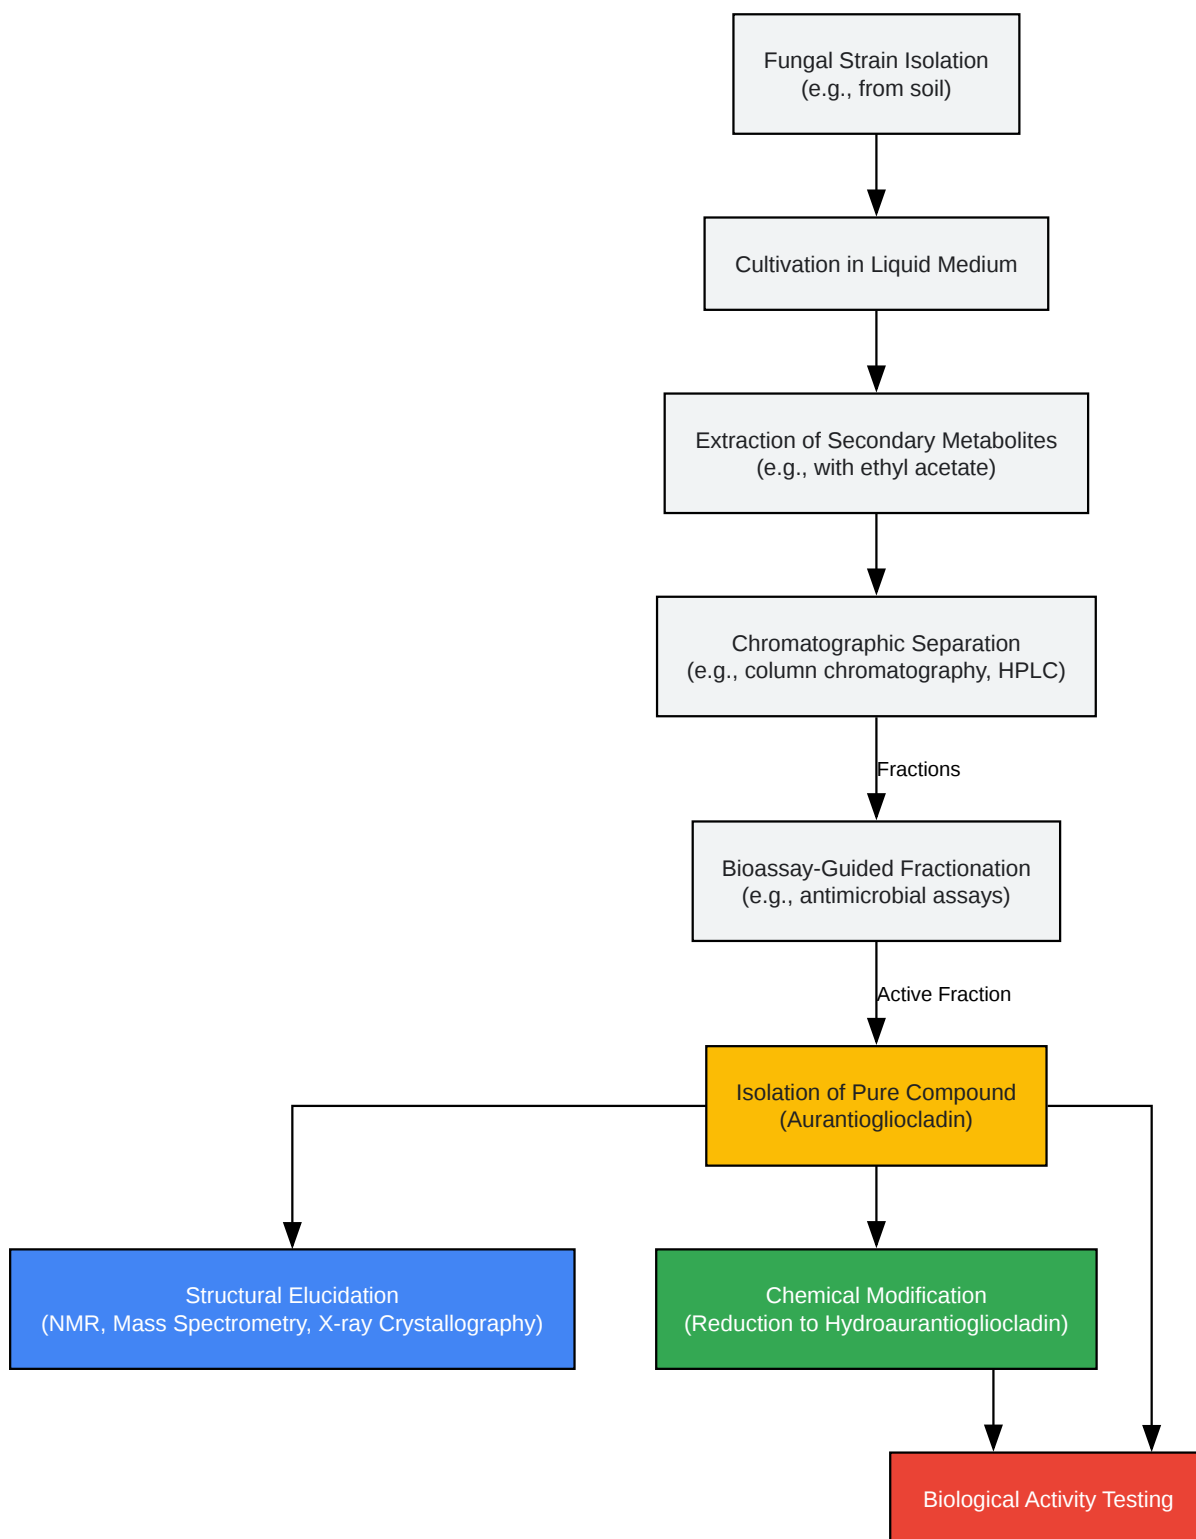 Fungal Strain Isolation
(e.g., from soil)
Cultivation in Liquid Medium
Extraction of Secondary Metabolites
(e.g., with ethyl acetate)
Chromatographic Separation
(e.g., column chromatography, HPLC)
Fractions
Bioassay-Guided Fractionation
(e.g., antimicrobial assays)
Active Fraction
Isolation of Pure Compound
(Aurantiogliocladin)
Structural Elucidation
(NMR, Mass Spectrometry, X-ray Crystallography)
Chemical Modification
(Reduction to Hydroaurantiogliocladin)
Biological Activity Testing